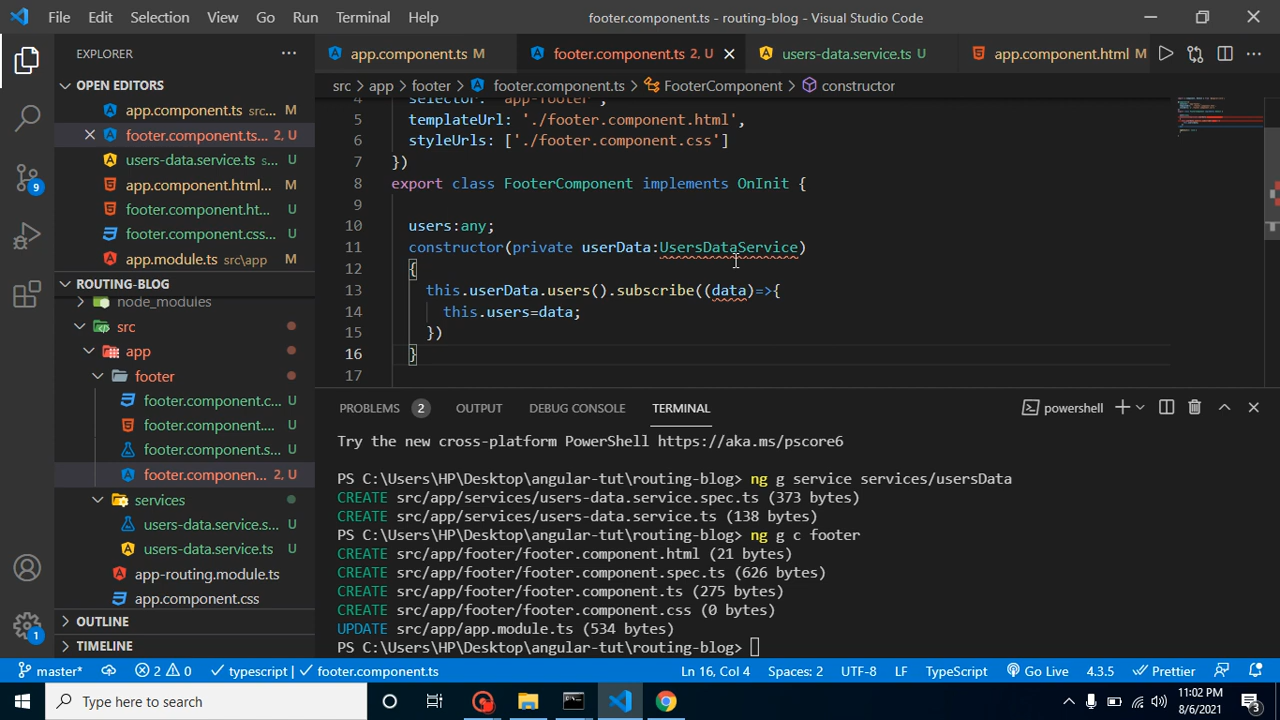 File Edit Selection View Go Run Terminal Help footer.component.ts - routing-blog - Visual Studio Code
EXPLORER
OPEN EDITORS
app.component.ts src... M
footer.component.ts... 2, U
users-data.service.ts s... U
app.component.html... M
footer.component.ht... U
footer.component.css... U
app.module.ts src\app M
ROUTING-BLOG
node_modules
src
app
footer
footer.component.c... U
footer.component.... U
footer.component.s... U
footer.componen... 2, U
services
users-data.service.s... U
users-data.service.ts U
app-routing.module.ts
app.component.css
OUTLINE
TIMELINE
9
1
app.component.ts M footer.component.ts 2, U users-data.service.ts U app.component.html M
src > app > footer > footer.component.ts > FooterComponent > constructor
4 selector: 'app-footer',
5 templateUrl: './footer.component.html',
6 styleUrls: ['./footer.component.css']
7 })
8 export class FooterComponent implements OnInit {
9
10 users:any;
11 constructor(private userData:UsersDataService)
12 {
13 this.userData.users().subscribe((data)=>{
14 this.users=data;
15 })
16 }
17
PROBLEMS 2 OUTPUT DEBUG CONSOLE TERMINAL powershell
Try the new cross-platform PowerShell https://aka.ms/pscore6
PS C:\Users\HP\Desktop\angular-tut\routing-blog> ng g service services/usersData
CREATE src/app/services/users-data.service.spec.ts (373 bytes)
CREATE src/app/services/users-data.service.ts (138 bytes)
PS C:\Users\HP\Desktop\angular-tut\routing-blog> ng g c footer
CREATE src/app/footer/footer.component.html (21 bytes)
CREATE src/app/footer/footer.component.spec.ts (626 bytes)
CREATE src/app/footer/footer.component.ts (275 bytes)
CREATE src/app/footer/footer.component.css (0 bytes)
UPDATE src/app/app.module.ts (534 bytes)
PS C:\Users\HP\Desktop\angular-tut\routing-blog>
master* 2 0 typescript | footer.component.ts Ln 16, Col 4 Spaces: 2 UTF-8 LF TypeScript Go Live 4.3.5 Prettier
Type here to search
11:02 PM
8/6/2021
3